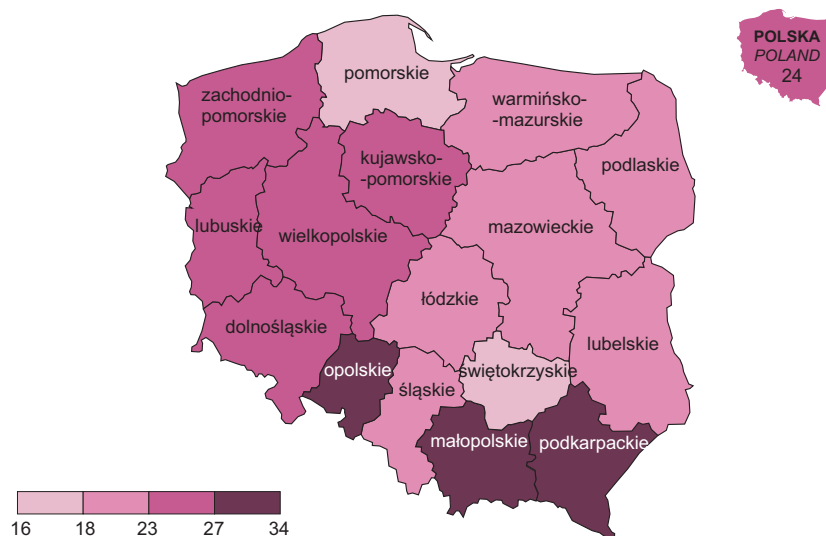 POLSKA
POLAND
24
pomorskie
zachodnio-
-pomorskie
warmińsko-
-mazurskie
kujawsko-
-pomorskie
podlaskie
lubuskie
wielkopolskie
mazowieckie
łódzkie
dolnośląskie
lubelskie
opolskie
świętokrzyskie
śląskie
małopolskie
podkarpackie
16 18 23 27 34